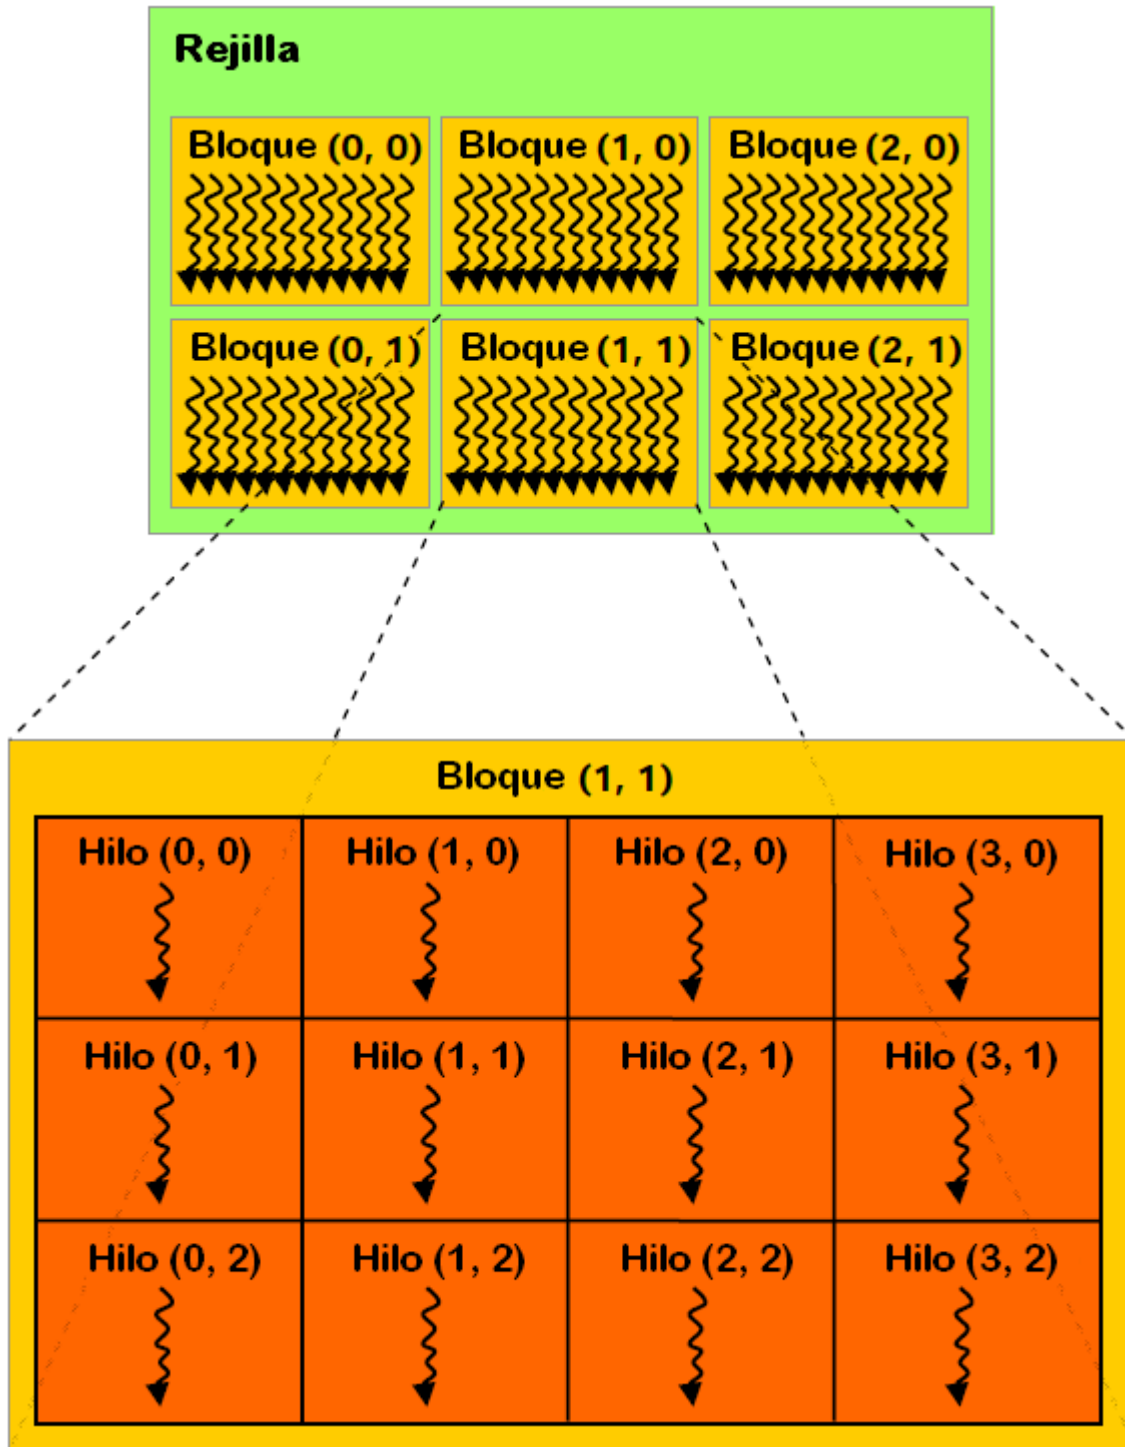 Rejilla
Bloque (0, 0) Bloque (1, 0) Bloque (2, 0)
Bloque (0, 1) Bloque (1, 1) Bloque (2, 1)
Bloque (1, 1)
Hilo (0, 0) Hilo (1, 0) Hilo (2, 0) Hilo (3, 0)
Hilo (0, 1) Hilo (1, 1) Hilo (2, 1) Hilo (3, 1)
Hilo (0, 2) Hilo (1, 2) Hilo (2, 2) Hilo (3, 2)